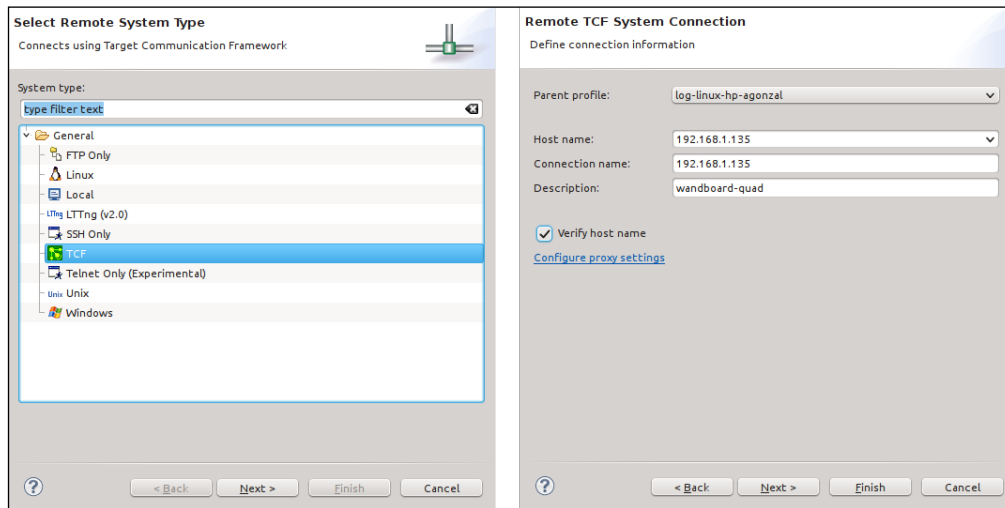 Select Remote System Type
Connects using Target Communication Framework
System type:
type filter text
General
FTP Only
Linux
Local
LTTng LTTng (v2.0)
SSH Only
TCF
Telnet Only (Experimental)
Unix Unix
Windows
?
< Back
Next >
Finish
Cancel
Remote TCF System Connection
Define connection information
Parent profile: log-linux-hp-agonzal
Host name: 192.168.1.135
Connection name: 192.168.1.135
Description: wandboard-quad
Verify host name
Configure proxy settings
?
< Back
Next >
Finish
Cancel